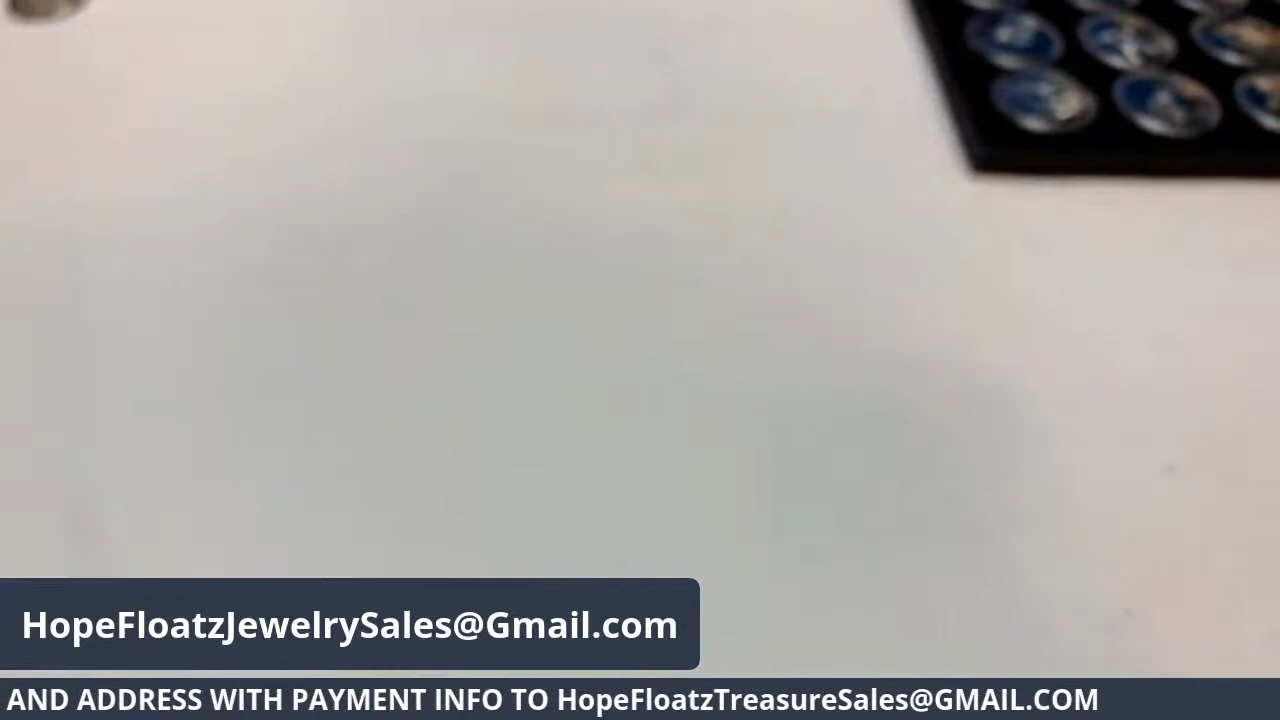 HopeFloatzJewelrySales@Gmail.com
AND ADDRESS WITH PAYMENT INFO TO HopeFloatzTreasureSales@GMAIL.COM